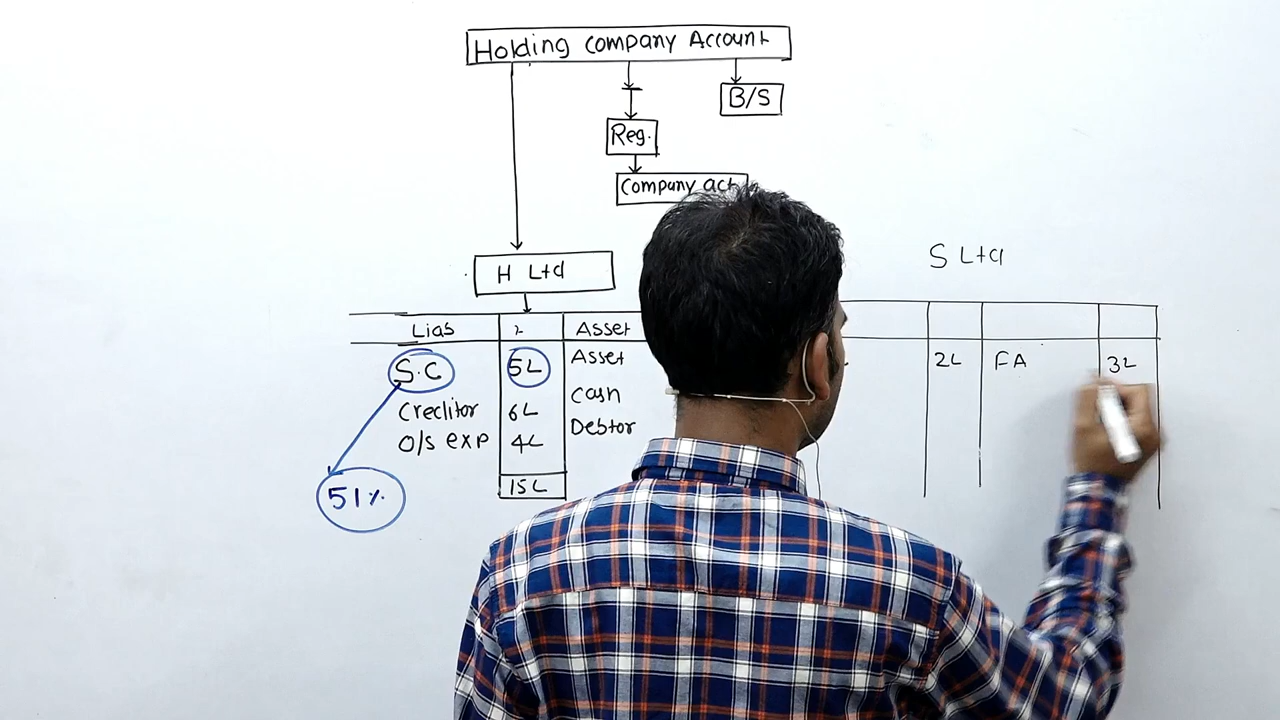 Holding Company Account
B/S
Reg.
Company act
H Ltd
S Ltd
Liab Asset
S.C 5L Asset
Creditor 6L Cash
O/S exp 4L Debtor
15L
51%
2L FA 3L